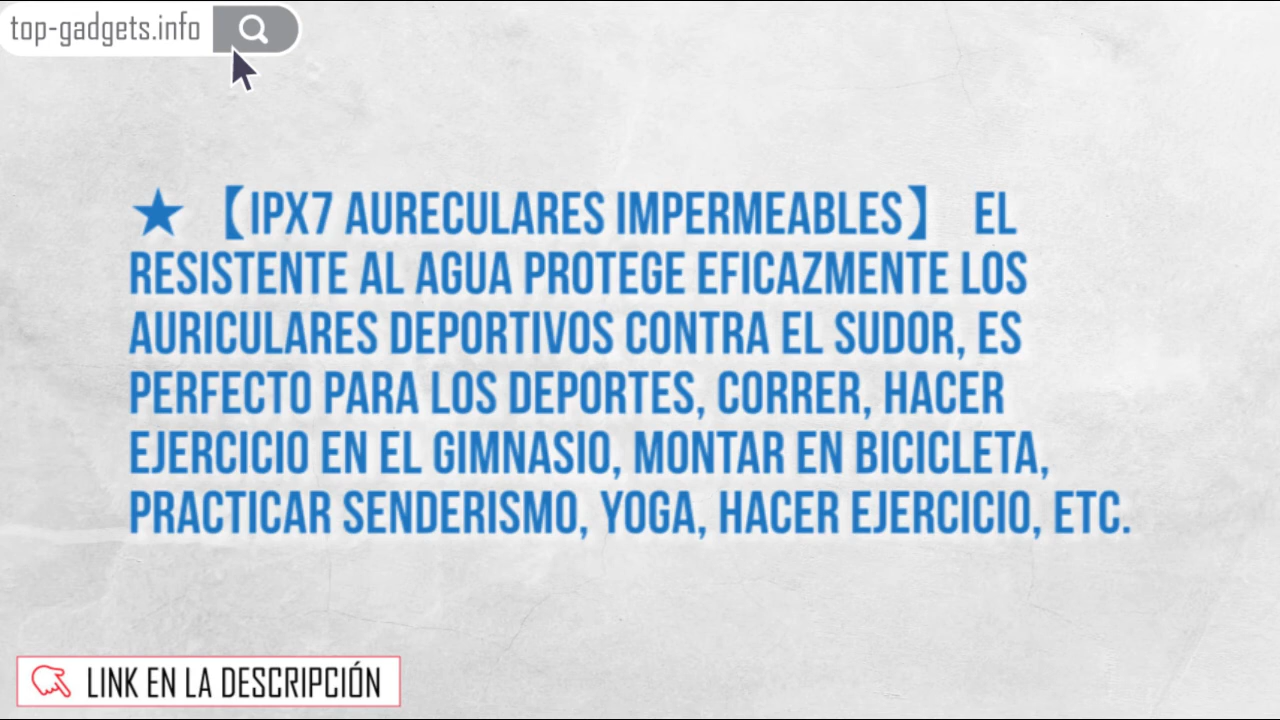 top-gadgets.info
★ 【IPX7 AURECULARES IMPERMEABLES】 EL
RESISTENTE AL AGUA PROTEGE EFICAZMENTE LOS
AURICULARES DEPORTIVOS CONTRA EL SUDOR, ES
PERFECTO PARA LOS DEPORTES, CORRER, HACER
EJERCICIO EN EL GIMNASIO, MONTAR EN BICICLETA,
PRACTICAR SENDERISMO, YOGA, HACER EJERCICIO, ETC.
LINK EN LA DESCRIPCIÓN